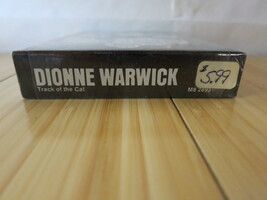 DIONNE WARWICK
Track of the Cat
$5.99